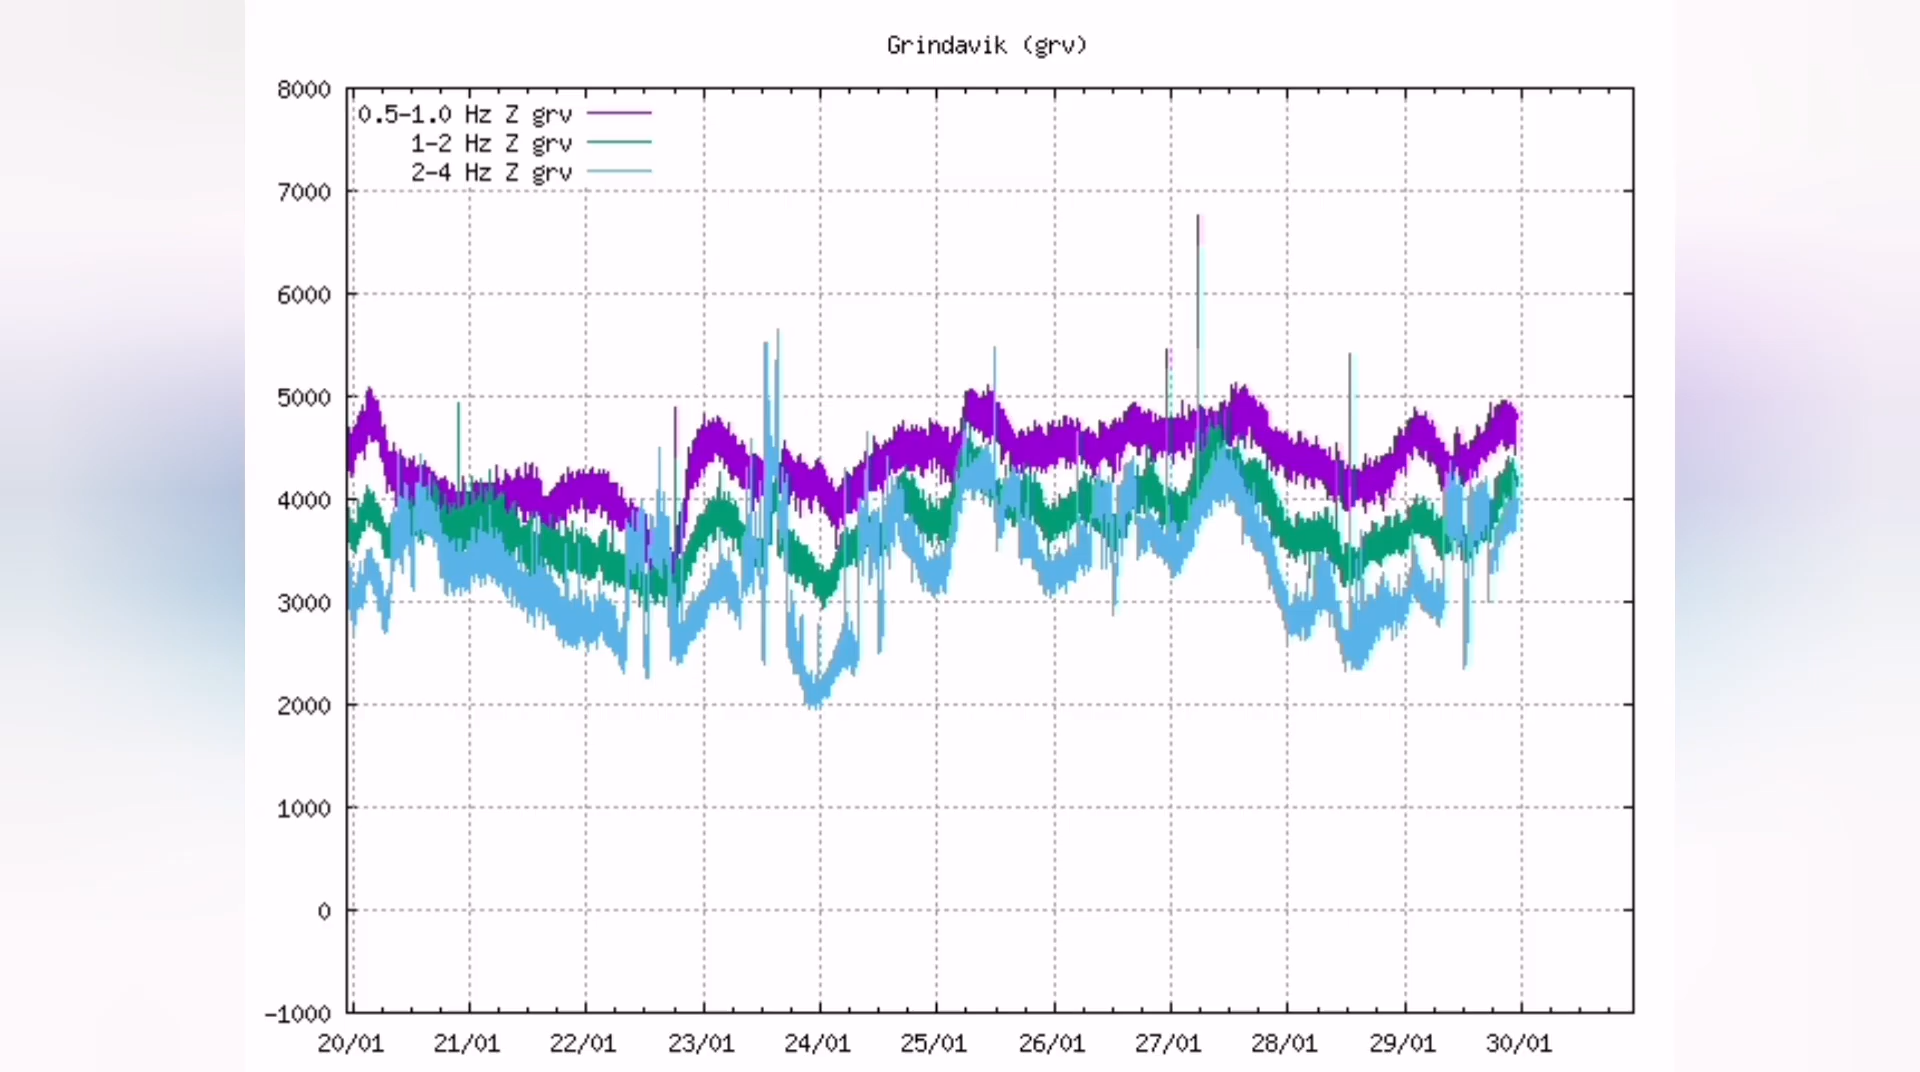 Grindavik (grv)
8000
0.5-1.0 Hz Z grv
1-2 Hz Z grv
2-4 Hz Z grv
7000
6000
5000
4000
3000
2000
1000
0
-1000
20/01 21/01 22/01 23/01 24/01 25/01 26/01 27/01 28/01 29/01 30/01